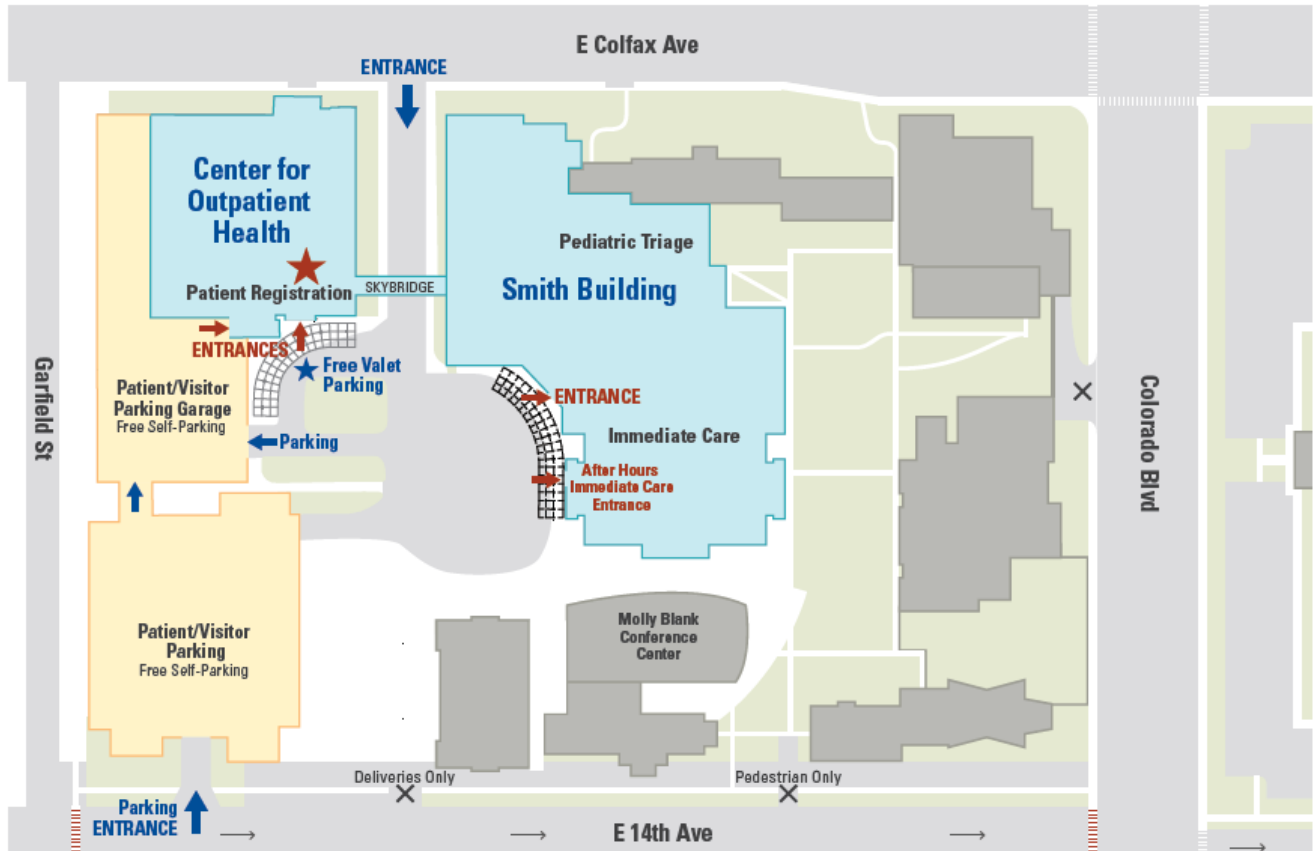 E Colfax Ave
ENTRANCE
Center for
Outpatient
Health
Pediatric Triage
Smith Building
Patient Registration
SKYBRIDGE
ENTRANCES
Free Valet
Parking
Garfield St
Patient/Visitor
Parking Garage
Free Self-Parking
ENTRANCE
Colorado Blvd
Parking
Immediate Care
After Hours
Immediate Care
Entrance
Patient/Visitor
Parking
Free Self-Parking
Molly Blank
Conference
Center
Deliveries Only
Pedestrian Only
Parking
ENTRANCE
E 14th Ave